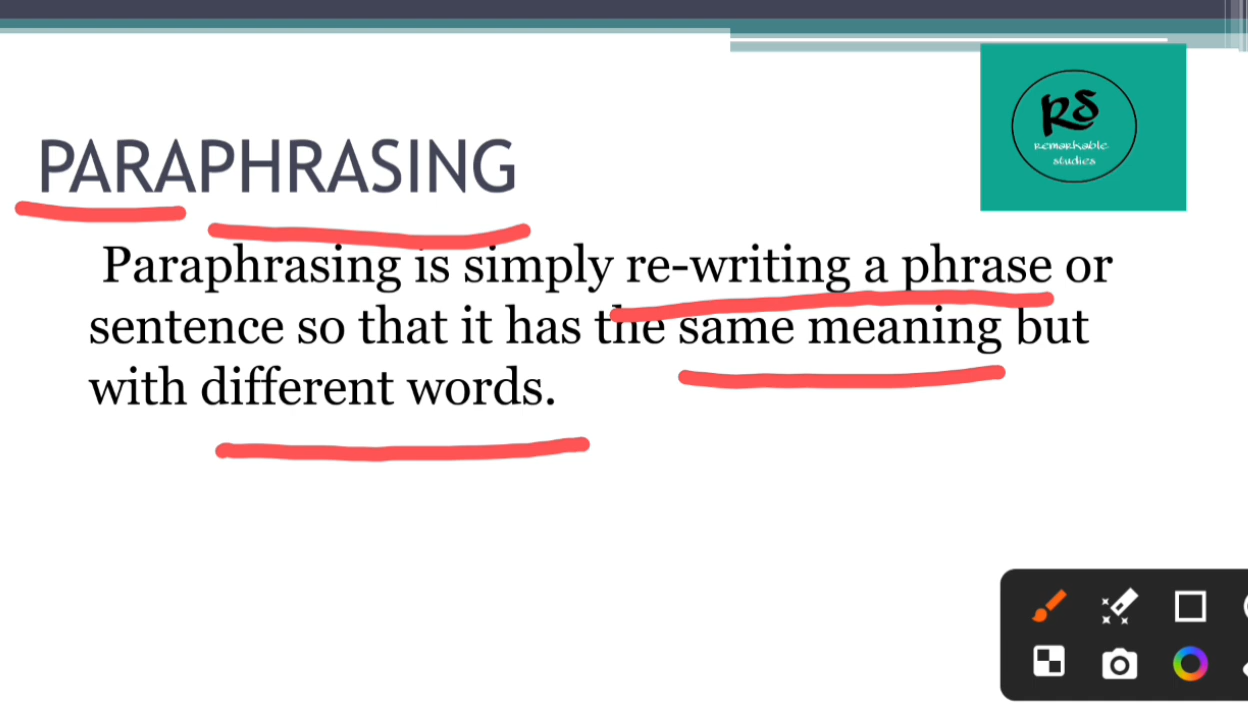 RS
remarkable
studies
PARAPHRASING
Paraphrasing is simply re-writing a phrase or
sentence so that it has the same meaning but
with different words.